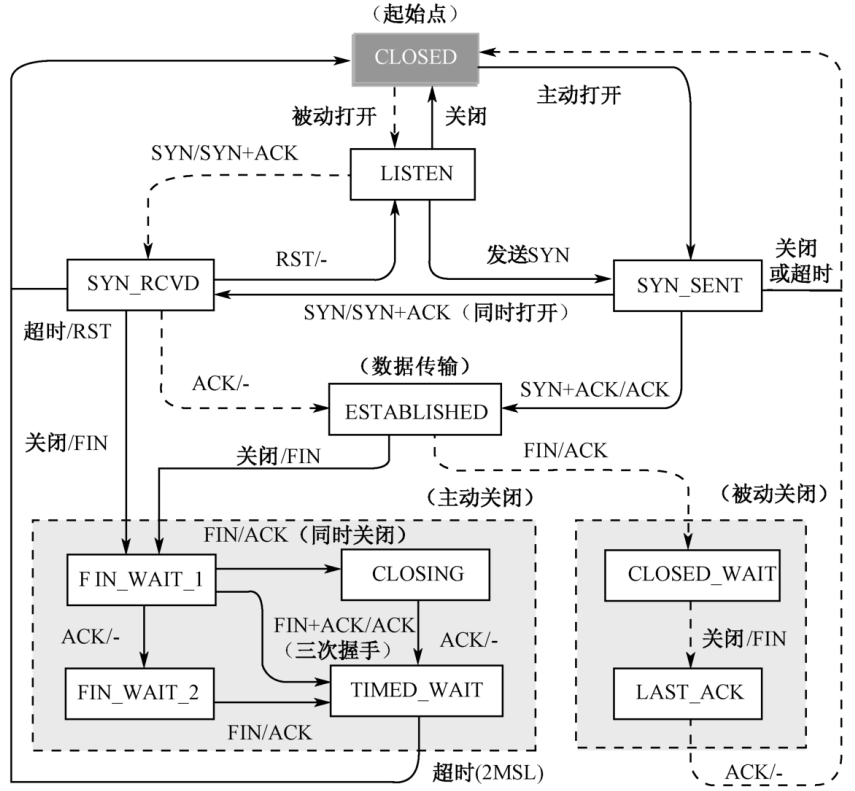 （起始点）
CLOSED
主动打开
被动打开
关闭
SYN/SYN+ACK
LISTEN
RST/-
发送SYN
关闭
或超时
SYN_RCVD
SYN_SENT
SYN/SYN+ACK（同时打开）
超时/RST
（数据传输）
ACK/-
SYN+ACK/ACK
ESTABLISHED
关闭/FIN
关闭/FIN
FIN/ACK
（主动关闭）
（被动关闭）
FIN/ACK（同时关闭）
FIN_WAIT_1
CLOSING
CLOSED_WAIT
FIN+ACK/ACK
（三次握手）
ACK/-
ACK/-
关闭/FIN
FIN_WAIT_2
TIMED_WAIT
LAST_ACK
FIN/ACK
超时(2MSL)
ACK/-